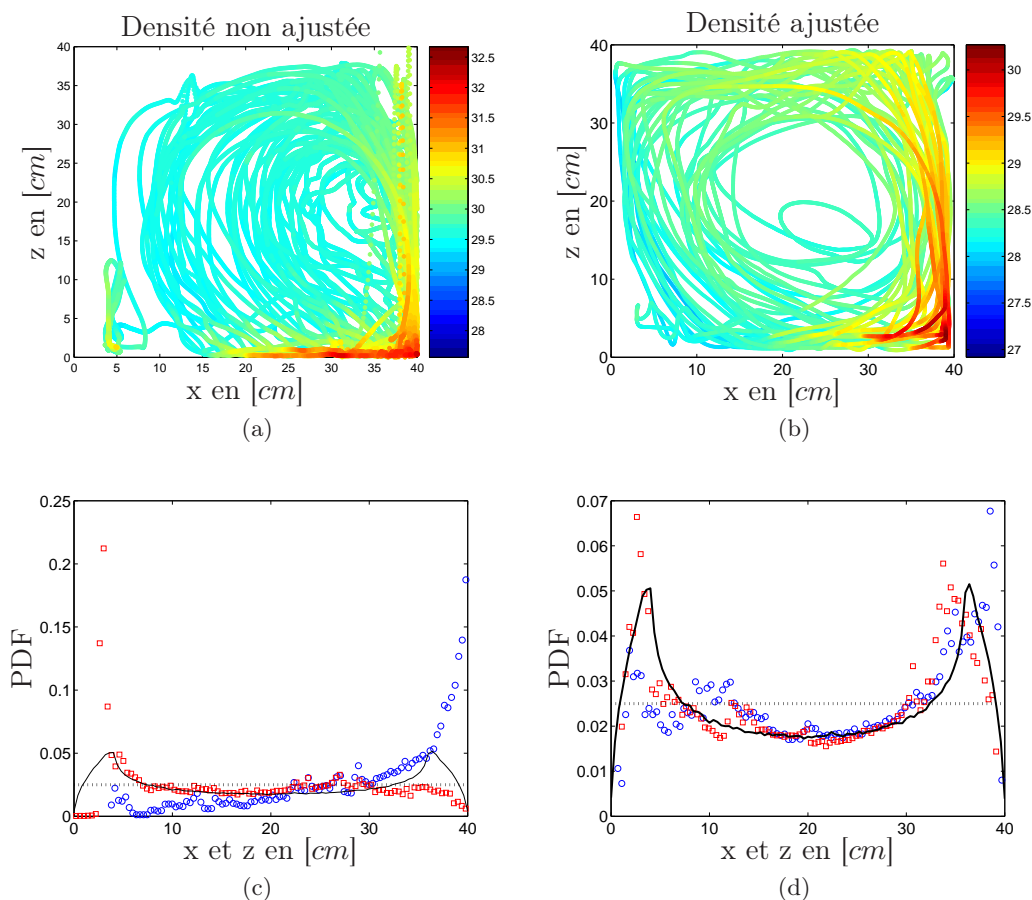 Densité non ajustée
40
35
30
25
20
15
10
5
0
z en [cm]
0 5 10 15 20 25 30 35 40
x en [cm]
32.5
32
31.5
31
30.5
30
29.5
29
28.5
28
(a)
Densité ajustée
40
30
20
10
0
z en [cm]
0 10 20 30 40
x en [cm]
30
29.5
29
28.5
28
27.5
27
(b)
0.25
0.2
0.15
0.1
0.05
0
PDF
0 10 20 30 40
x et z en [cm]
(c)
0.07
0.06
0.05
0.04
0.03
0.02
0.01
0
PDF
0 10 20 30 40
x et z en [cm]
(d)